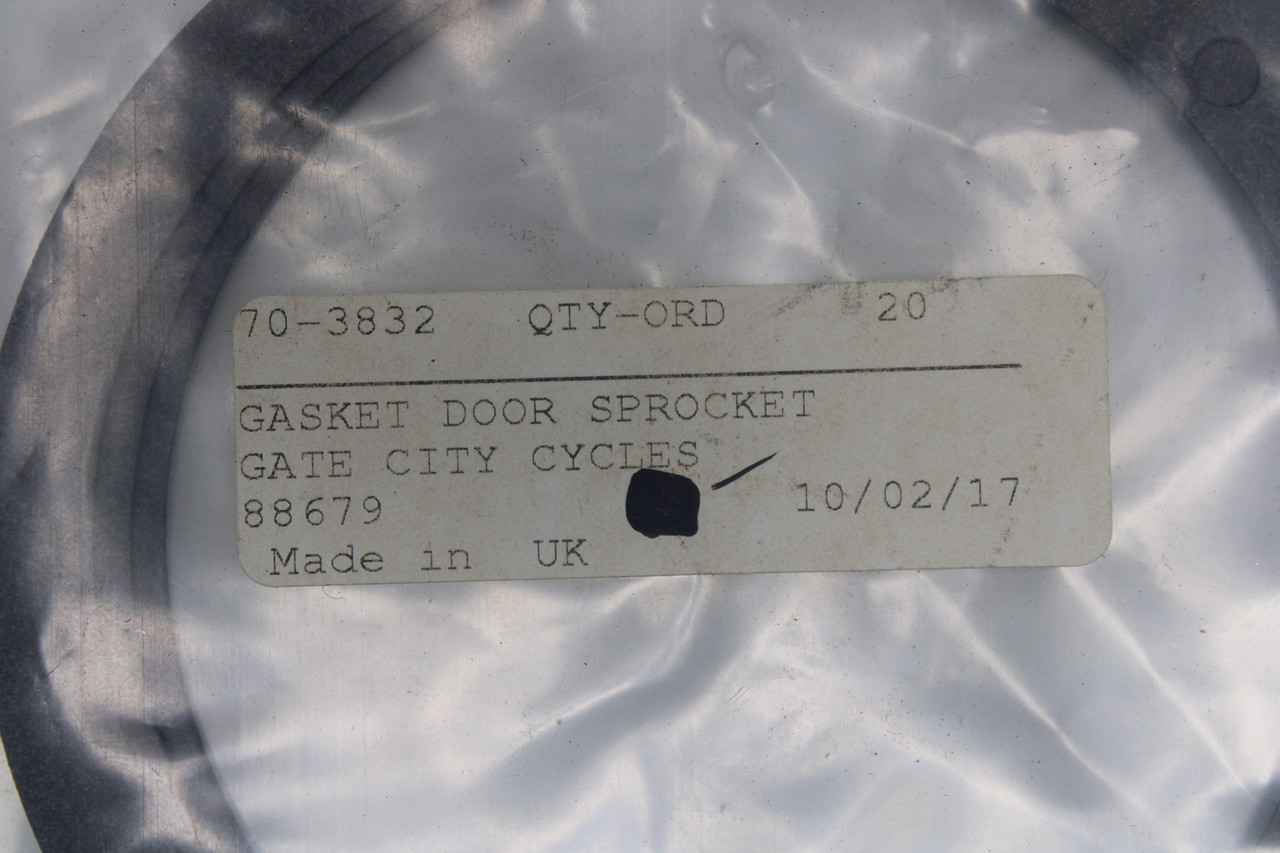 70-3832 QTY-ORD 20
GASKET DOOR SPROCKET
GATE CITY CYCLES
88679 10/02/17
Made in UK